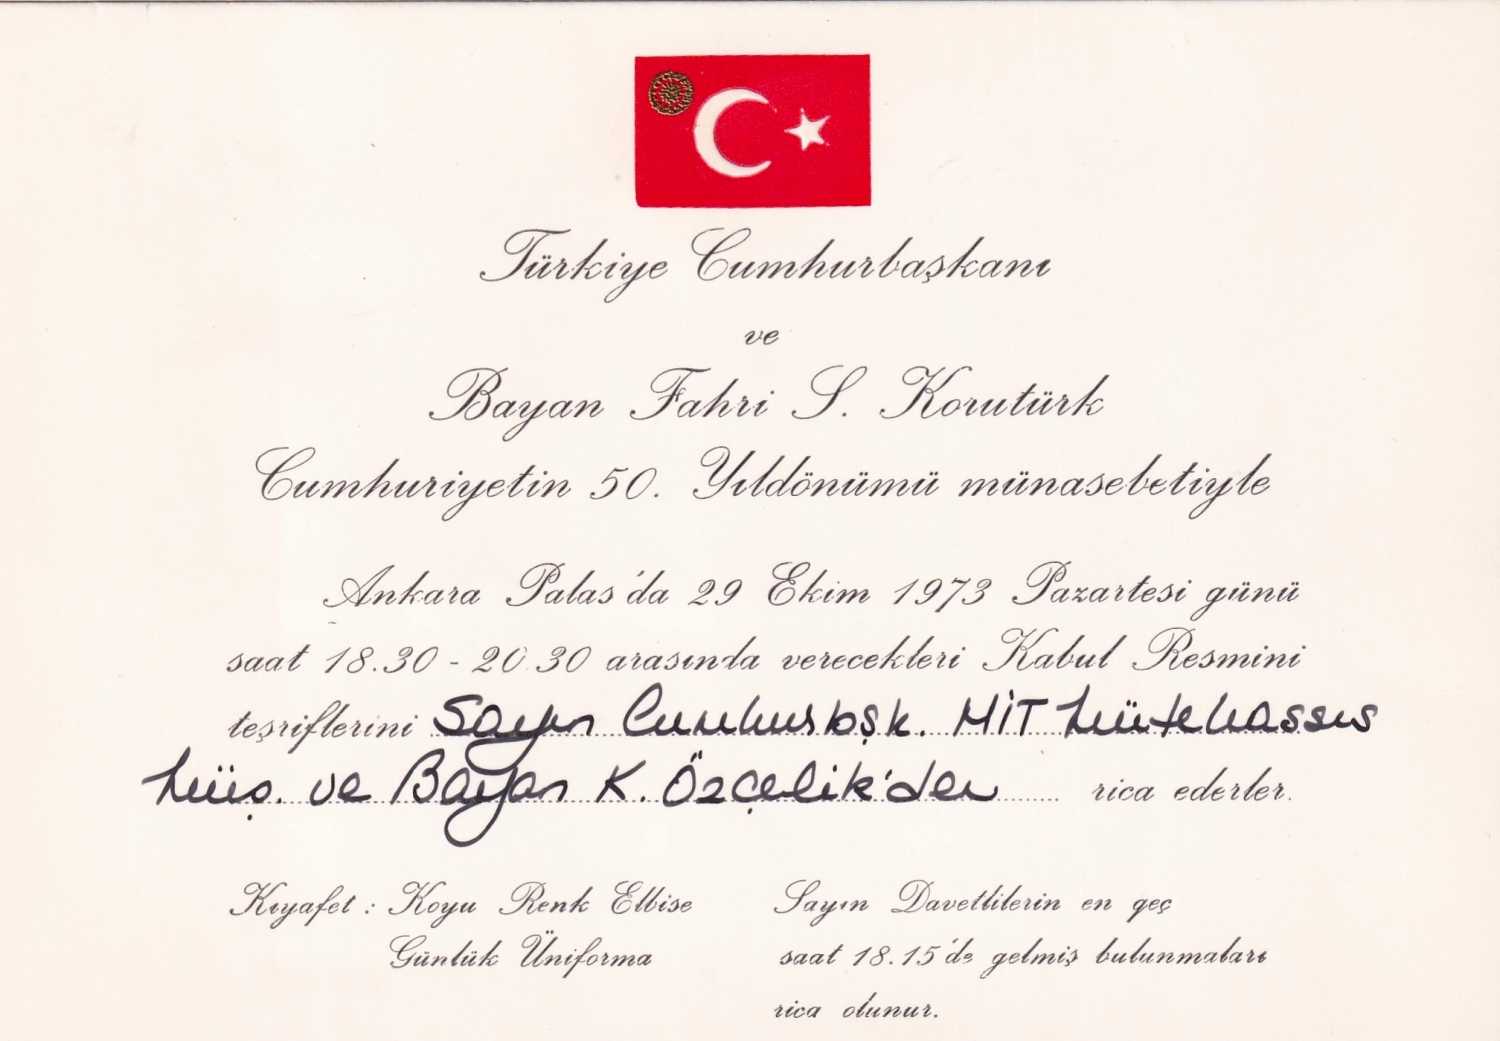 Türkiye Cumhurbaşkanı
ve
Bayan Fahri S. Korutürk
Cumhuriyetin 50. Yıldönümü münasebetiyle
Ankara Palas'da 29 Ekim 1973 Pazartesi günü
saat 18.30 - 20.30 arasında verecekleri Kabul Resmini
teşriflerini Sayın Cumhurbşk. MİT Mütehassıs
Müş. ve Bayan K. Özçelik'den rica ederler.
Kıyafet : Koyu Renk Elbise
Günlük Üniforma
Sayın Davetlilerin en geç
saat 18.15'de gelmiş bulunmaları
rica olunur.